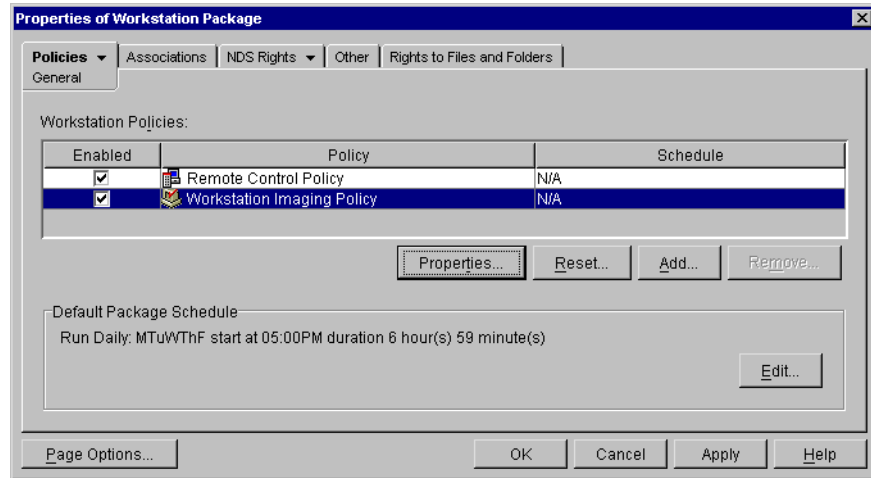 Properties of Workstation Package
Policies Associations NDS Rights Other Rights to Files and Folders
General
Workstation Policies:
Enabled Policy Schedule
Remote Control Policy N/A
Workstation Imaging Policy N/A
Properties... Reset... Add... Remove...
Default Package Schedule
Run Daily: MTuWThF start at 05:00PM duration 6 hour(s) 59 minute(s)
Edit...
Page Options... OK Cancel Apply Help